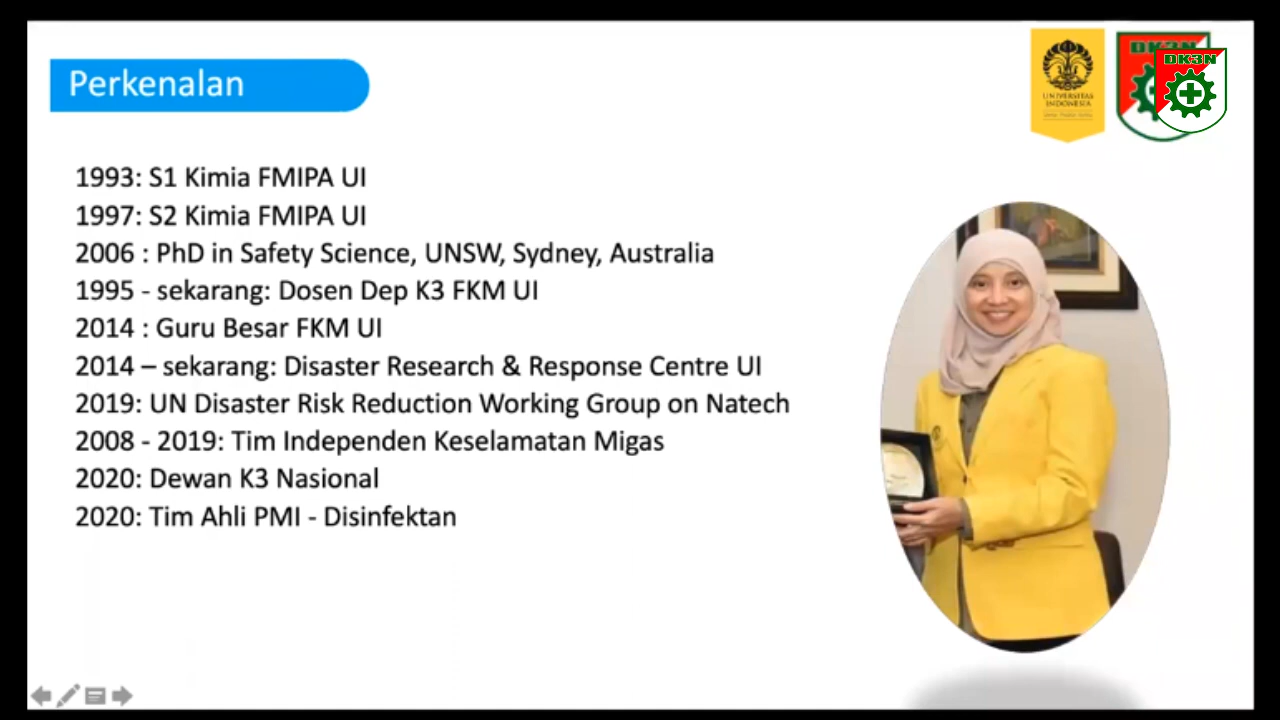 Perkenalan
UNIVERSITAS
INDONESIA
DK3N
DK3N
1993: S1 Kimia FMIPA UI
1997: S2 Kimia FMIPA UI
2006 : PhD in Safety Science, UNSW, Sydney, Australia
1995 - sekarang: Dosen Dep K3 FKM UI
2014 : Guru Besar FKM UI
2014 – sekarang: Disaster Research & Response Centre UI
2019: UN Disaster Risk Reduction Working Group on Natech
2008 - 2019: Tim Independen Keselamatan Migas
2020: Dewan K3 Nasional
2020: Tim Ahli PMI - Disinfektan